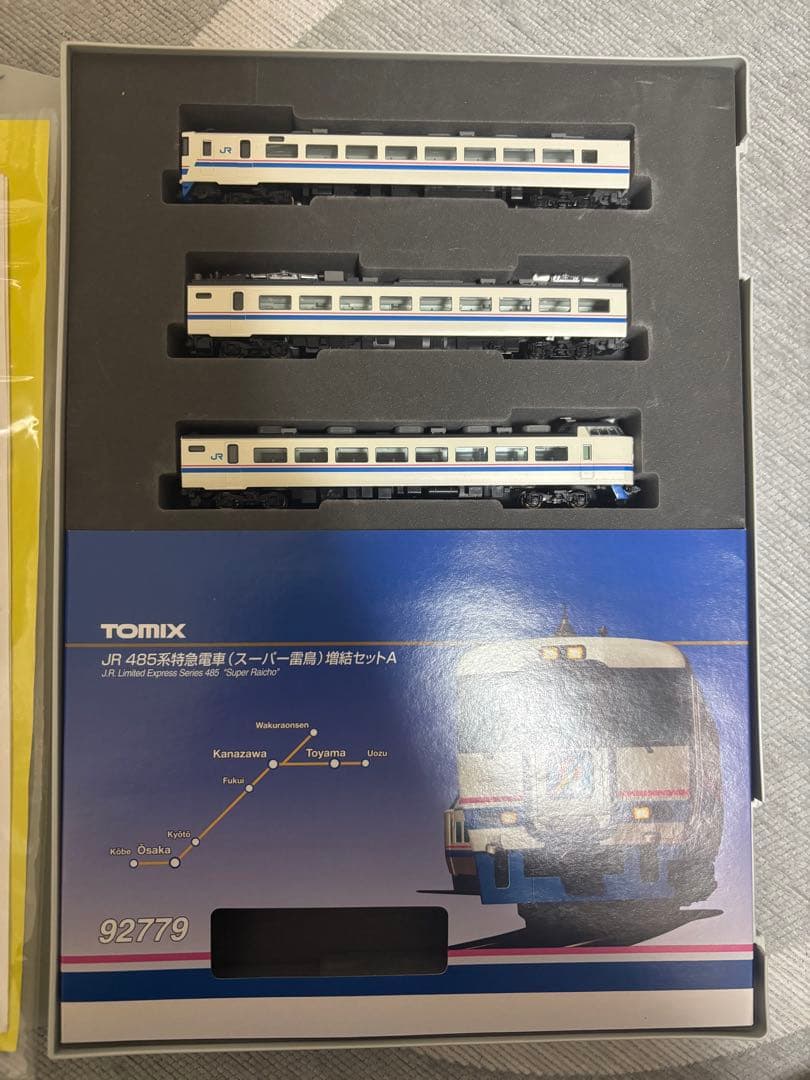 JR
JR
TOMIX
JR 485系特急電車(スーパー雷鳥)増結セットA
J.R. Limited Express Series 485 "Super Raicho"
Wakuraonsen
Kanazawa
Toyama
Uozu
Fukui
Kyōto
Kōbe
Ōsaka
92779